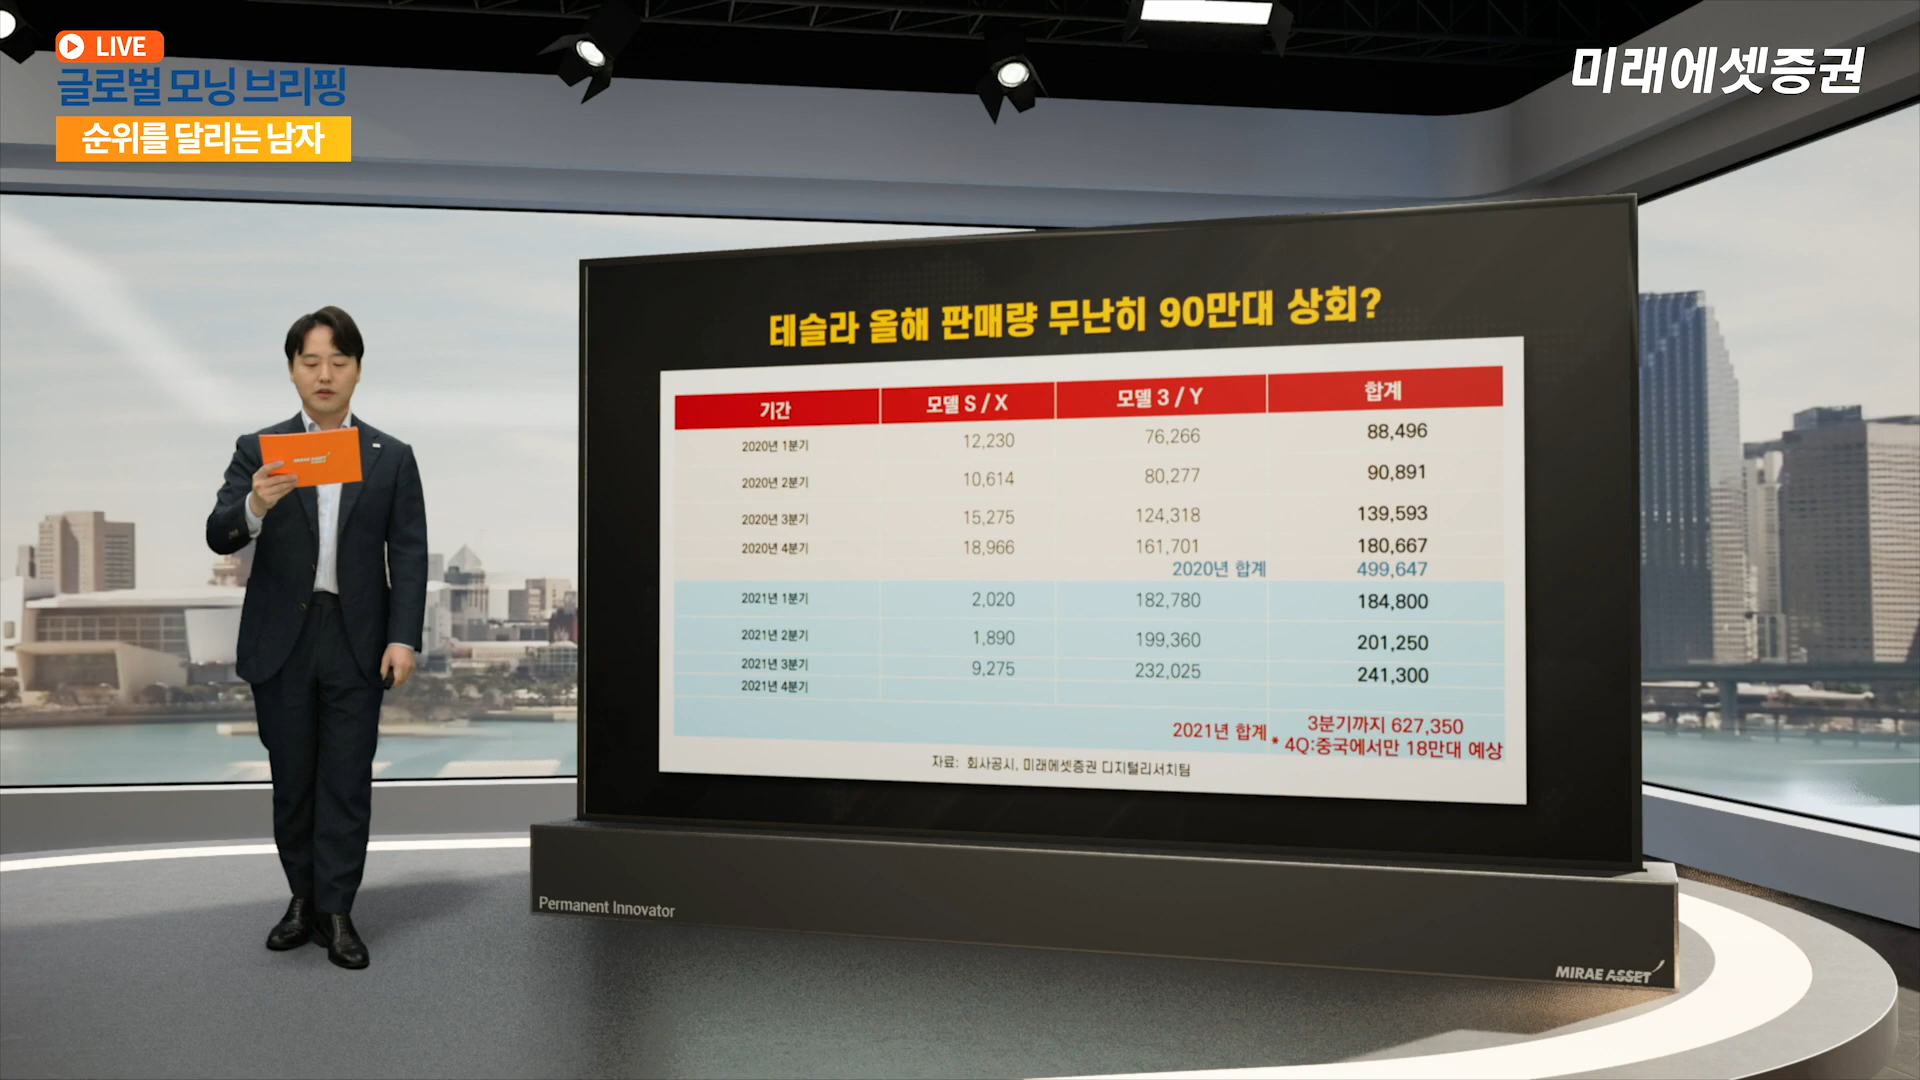 LIVE
글로벌 모닝 브리핑
순위를 달리는 남자
미래에셋증권
테슬라 올해 판매량 무난히 90만대 상회?
기간 모델 S / X 모델 3 / Y 합계
2020년 1분기 12,230 76,266 88,496
2020년 2분기 10,614 80,277 90,891
2020년 3분기 15,275 124,318 139,593
2020년 4분기 18,966 161,701 180,667
2020년 합계 499,647
2021년 1분기 2,020 182,780 184,800
2021년 2분기 1,890 199,360 201,250
2021년 3분기 9,275 232,025 241,300
2021년 4분기
2021년 합계 3분기까지 627,350
* 4Q:중국에서만 18만대 예상
자료: 회사공시, 미래에셋증권 디지털리서치팀
MIRAE ASSET
Permanent Innovator
MIRAE ASSET